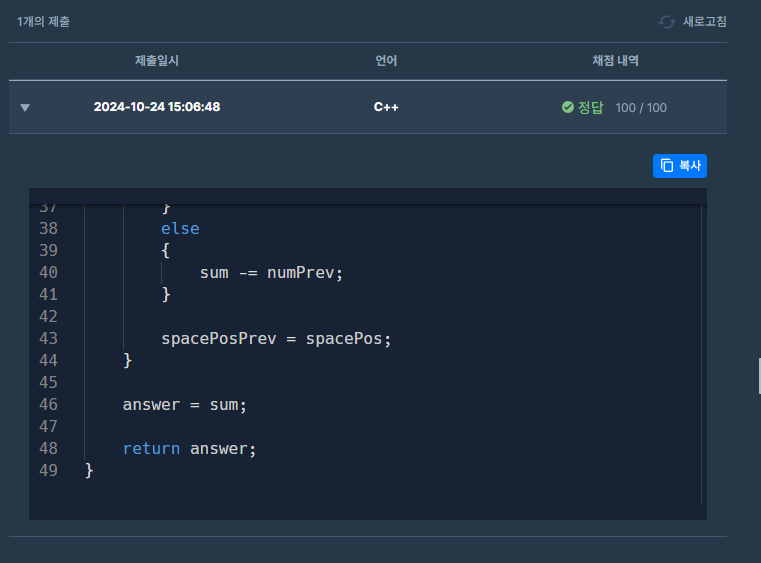 1개의 제출
새로고침
제출일시 언어 채점 내역
2024-10-24 15:06:48 C++ 정답 100 / 100
복사
37 }
38 else
39 {
40 sum -= numPrev;
41 }
42
43 spacePosPrev = spacePos;
44 }
45
46 answer = sum;
47
48 return answer;
49 }